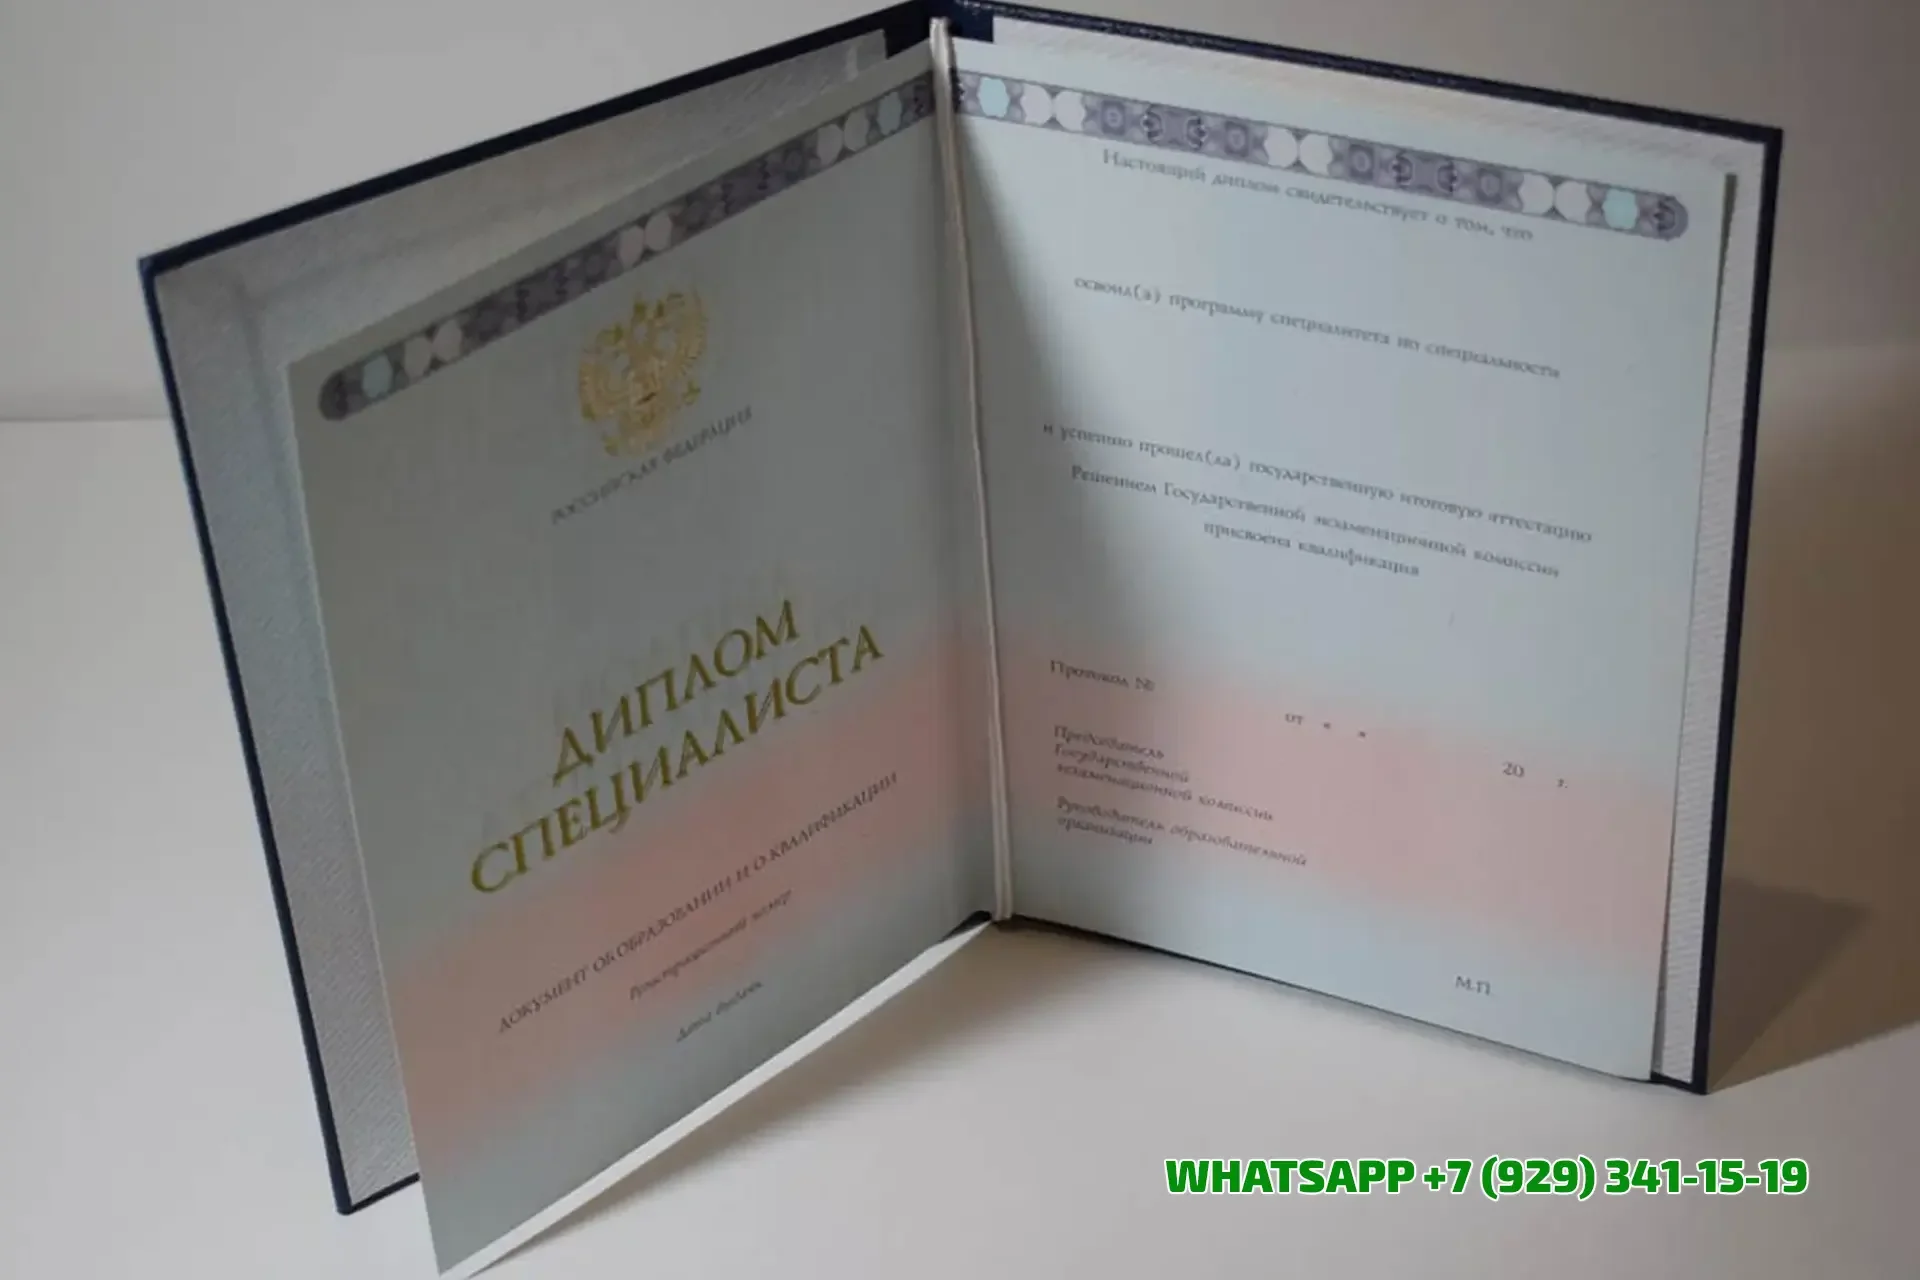 РОССИЙСКАЯ ФЕДЕРАЦИЯ
ДИПЛОМ
СПЕЦИАЛИСТА
ДОКУМЕНТ ОБ ОБРАЗОВАНИИ И О КВАЛИФИКАЦИИ
Регистрационный номер
Дата выдачи
Настоящий диплом свидетельствует о том, что
освоил(а) программу специалитета по специальности
и успешно прошел(ла) государственную итоговую аттестацию
Решением Государственной экзаменационной комиссии
присвоена квалификация
Протокол №
от « »
20 г.
Председатель
Государственной
экзаменационной комиссии
Руководитель образовательной
организации
М.П.
WHATSAPP +7 (929) 341-15-19